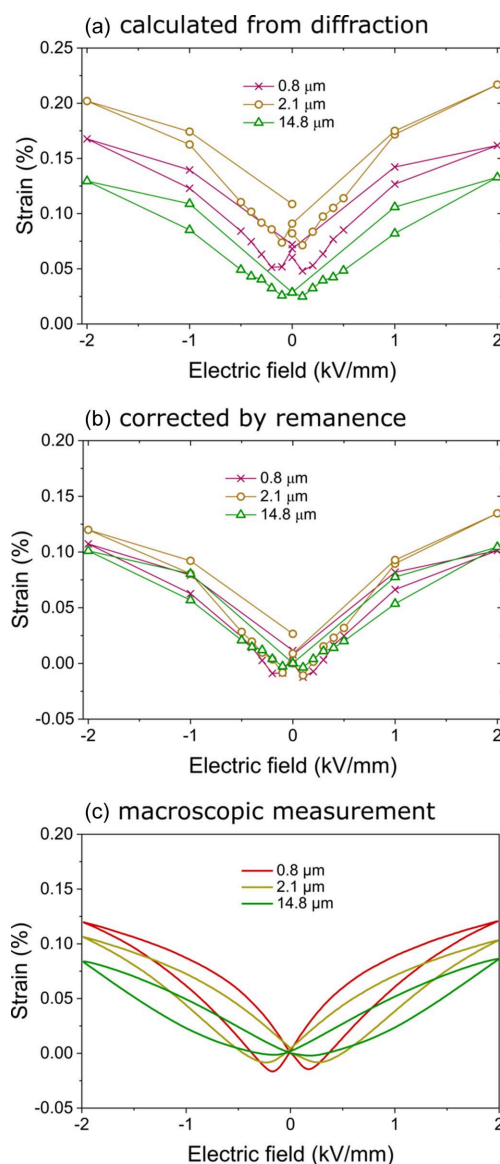 (a) calculated from diffraction
0.25
0.20
0.15
0.10
0.05
0.00
Strain (%)
0.8 µm
2.1 µm
14.8 µm
-2 -1 0 1 2
Electric field (kV/mm)
(b) corrected by remanence
0.20
0.15
0.10
0.05
0.00
-0.05
Strain (%)
0.8 µm
2.1 µm
14.8 µm
-2 -1 0 1 2
Electric field (kV/mm)
(c) macroscopic measurement
0.20
0.15
0.10
0.05
0.00
-0.05
Strain (%)
0.8 µm
2.1 µm
14.8 µm
-2 -1 0 1 2
Electric field (kV/mm)